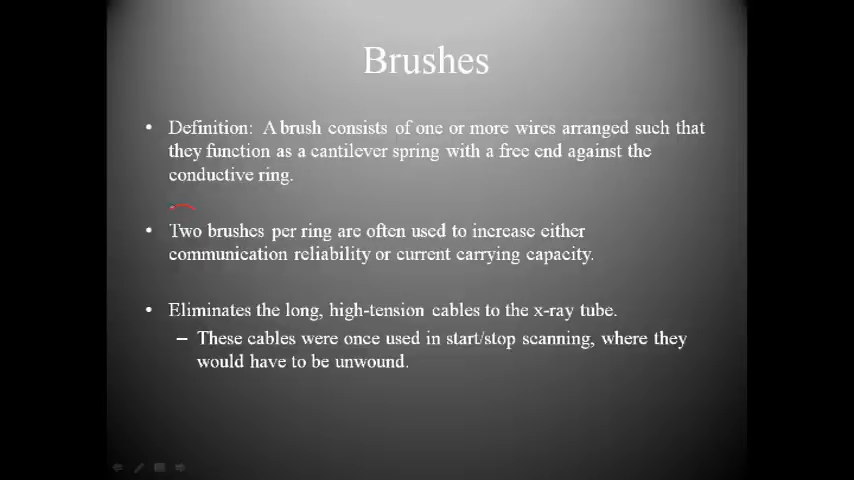 Brushes
• Definition: A brush consists of one or more wires arranged such that
they function as a cantilever spring with a free end against the
conductive ring.
• Two brushes per ring are often used to increase either
communication reliability or current carrying capacity.
• Eliminates the long, high-tension cables to the x-ray tube.
– These cables were once used in start/stop scanning, where they
would have to be unwound.